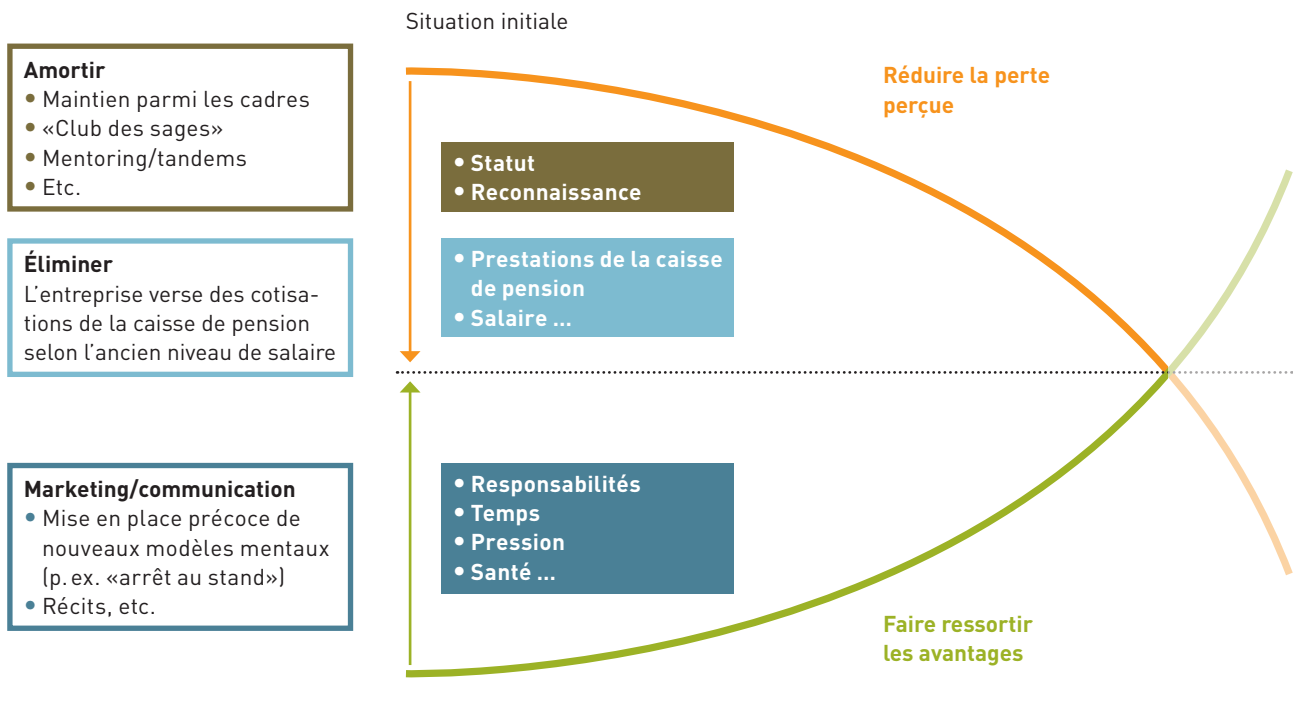 Situation initiale
Amortir
• Maintien parmi les cadres
• «Club des sages»
• Mentoring/tandems
• Etc.
Éliminer
L’entreprise verse des cotisa-
tions de la caisse de pension
selon l’ancien niveau de salaire
Marketing/communication
• Mise en place précoce de
nouveaux modèles mentaux
(p. ex. «arrêt au stand»)
• Récits, etc.
• Statut
• Reconnaissance
• Prestations de la caisse
de pension
• Salaire ...
• Responsabilités
• Temps
• Pression
• Santé ...
Réduire la perte
perçue
Faire ressortir
les avantages